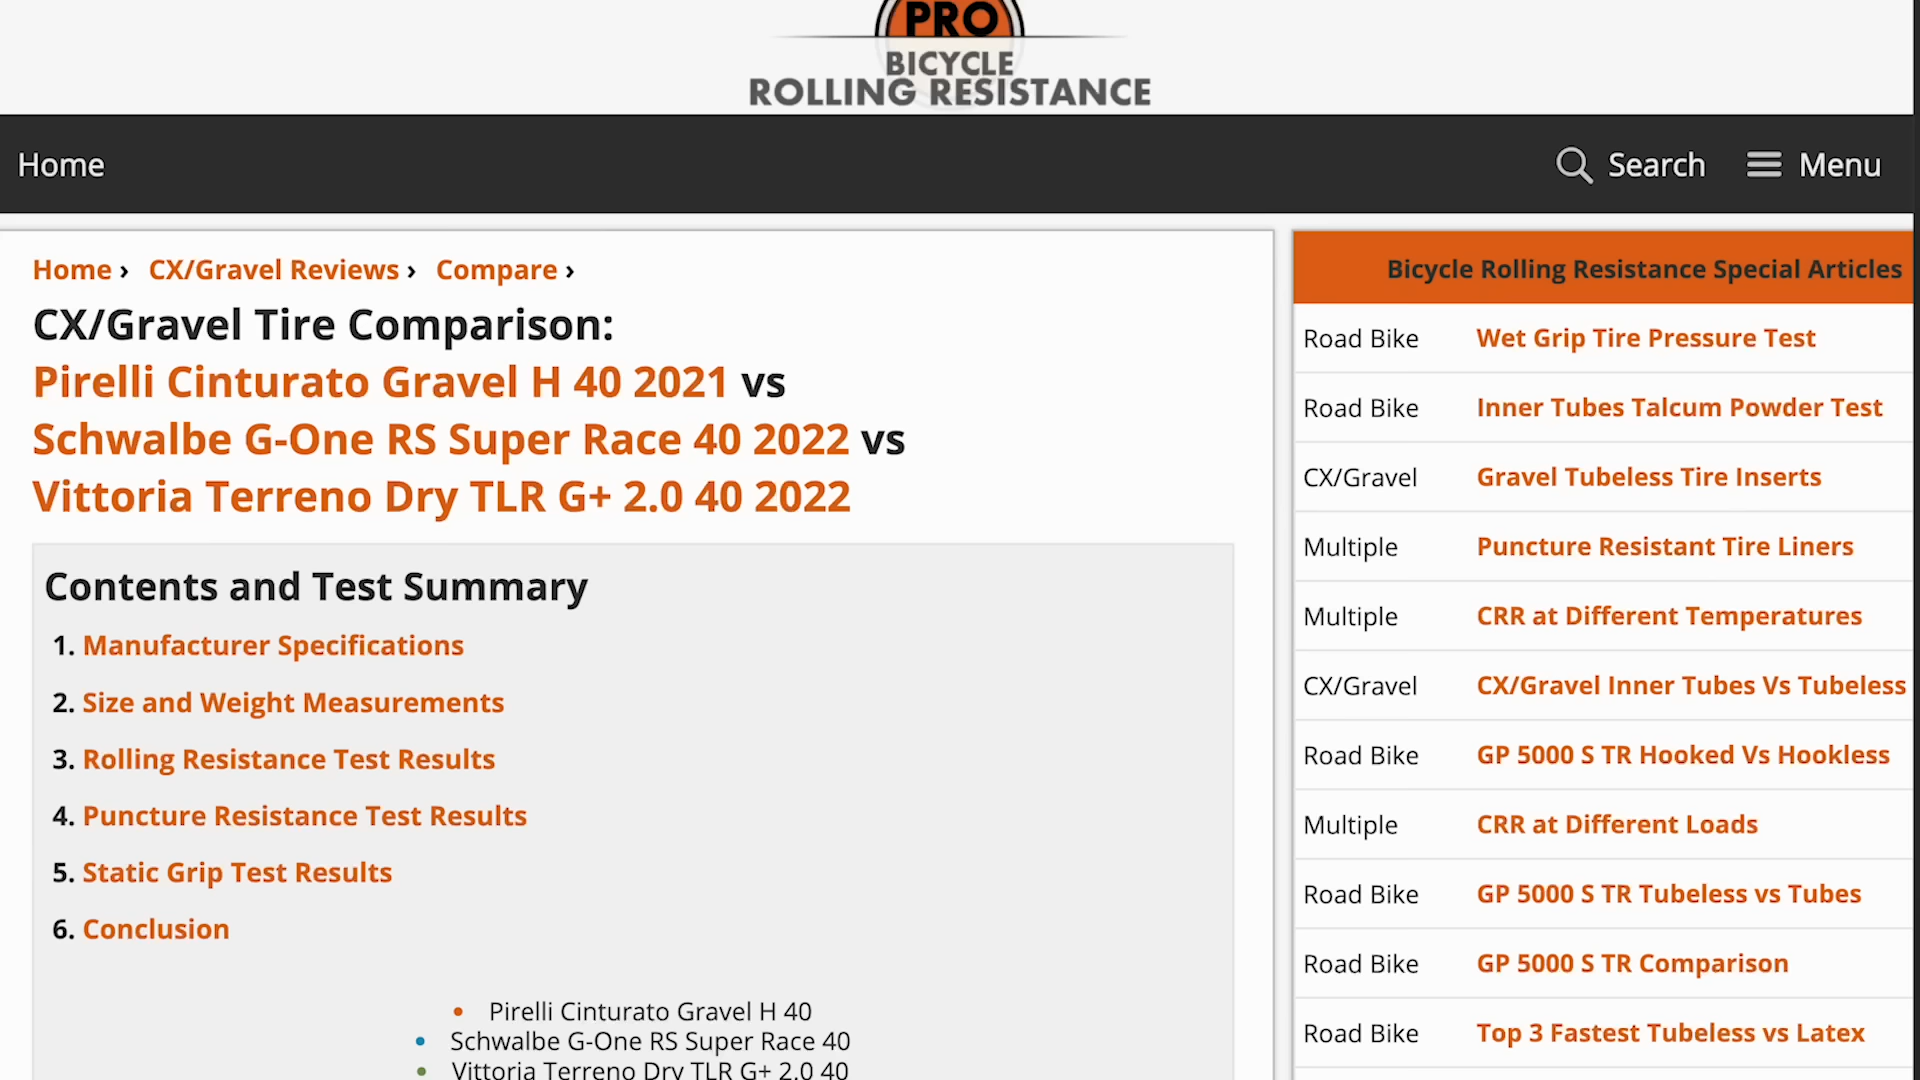 PRO
BICYCLE
ROLLING RESISTANCE
Home
Search
Menu
Home › CX/Gravel Reviews › Compare ›
CX/Gravel Tire Comparison:
Pirelli Cinturato Gravel H 40 2021 vs
Schwalbe G-One RS Super Race 40 2022 vs
Vittoria Terreno Dry TLR G+ 2.0 40 2022
Contents and Test Summary
1. Manufacturer Specifications
2. Size and Weight Measurements
3. Rolling Resistance Test Results
4. Puncture Resistance Test Results
5. Static Grip Test Results
6. Conclusion
• Pirelli Cinturato Gravel H 40
• Schwalbe G-One RS Super Race 40
• Vittoria Terreno Dry TLR G+ 2.0 40
Bicycle Rolling Resistance Special Articles
Road Bike Wet Grip Tire Pressure Test
Road Bike Inner Tubes Talcum Powder Test
CX/Gravel Gravel Tubeless Tire Inserts
Multiple Puncture Resistant Tire Liners
Multiple CRR at Different Temperatures
CX/Gravel CX/Gravel Inner Tubes Vs Tubeless
Road Bike GP 5000 S TR Hooked Vs Hookless
Multiple CRR at Different Loads
Road Bike GP 5000 S TR Tubeless vs Tubes
Road Bike GP 5000 S TR Comparison
Road Bike Top 3 Fastest Tubeless vs Latex